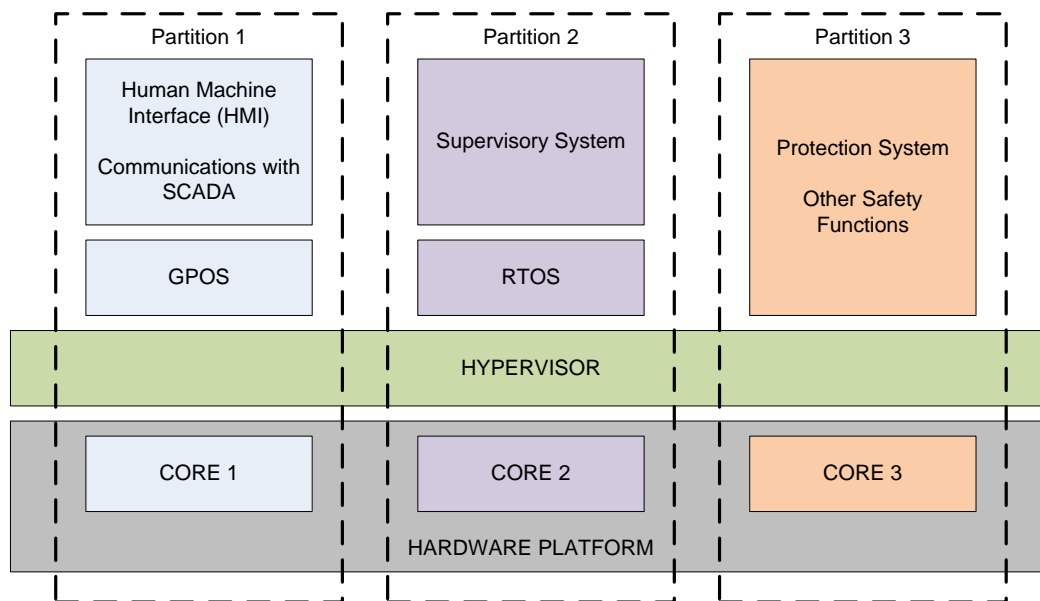 Partition 1
Human Machine
Interface (HMI)
Communications with
SCADA
GPOS
Partition 2
Supervisory System
RTOS
Partition 3
Protection System
Other Safety
Functions
HYPERVISOR
CORE 1
CORE 2
CORE 3
HARDWARE PLATFORM